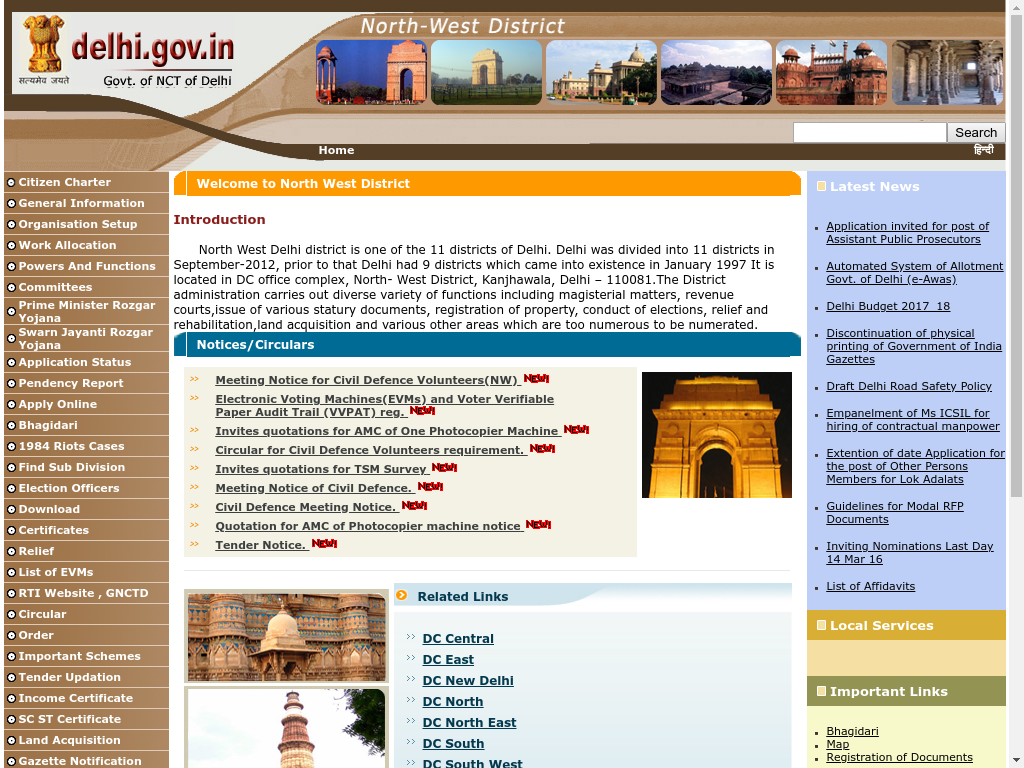 North-West District
delhi.gov.in
सत्यमेव जयते
Govt. of NCT of Delhi
Search
Home
हिन्दी
Citizen Charter
General Information
Organisation Setup
Work Allocation
Powers And Functions
Committees
Prime Minister Rozgar
Yojana
Swarn Jayanti Rozgar
Yojana
Application Status
Pendency Report
Apply Online
Bhagidari
1984 Riots Cases
Find Sub Division
Election Officers
Download
Certificates
Relief
List of EVMs
RTI Website , GNCTD
Circular
Order
Important Schemes
Tender Updation
Income Certificate
SC ST Certificate
Land Acquisition
Gazette Notification
Welcome to North West District
Introduction
North West Delhi district is one of the 11 districts of Delhi. Delhi was divided into 11 districts in
September-2012, prior to that Delhi had 9 districts which came into existence in January 1997 It is
located in DC office complex, North- West District, Kanjhawala, Delhi – 110081.The District
administration carries out diverse variety of functions including magisterial matters, revenue
courts,issue of various statury documents, registration of property, conduct of elections, relief and
rehabilitation,land acquisition and various other areas which are too numerous to be numerated.
Notices/Circulars
Meeting Notice for Civil Defence Volunteers(NW) NEW!
Electronic Voting Machines(EVMs) and Voter Verifiable
Paper Audit Trail (VVPAT) reg. NEW!
Invites quotations for AMC of One Photocopier Machine NEW!
Circular for Civil Defence Volunteers requirement. NEW!
Invites quotations for TSM Survey NEW!
Meeting Notice of Civil Defence. NEW!
Civil Defence Meeting Notice. NEW!
Quotation for AMC of Photocopier machine notice NEW!
Tender Notice. NEW!
Related Links
DC Central
DC East
DC New Delhi
DC North
DC North East
DC South
DC South West
Latest News
Application invited for post of
Assistant Public Prosecutors
Automated System of Allotment
Govt. of Delhi (e-Awas)
Delhi Budget 2017_18
Discontinuation of physical
printing of Government of India
Gazettes
Draft Delhi Road Safety Policy
Empanelment of Ms ICSIL for
hiring of contractual manpower
Extention of date Application for
the post of Other Persons
Members for Lok Adalats
Guidelines for Modal RFP
Documents
Inviting Nominations Last Day
14 Mar 16
List of Affidavits
Local Services
Important Links
Bhagidari
Map
Registration of Documents